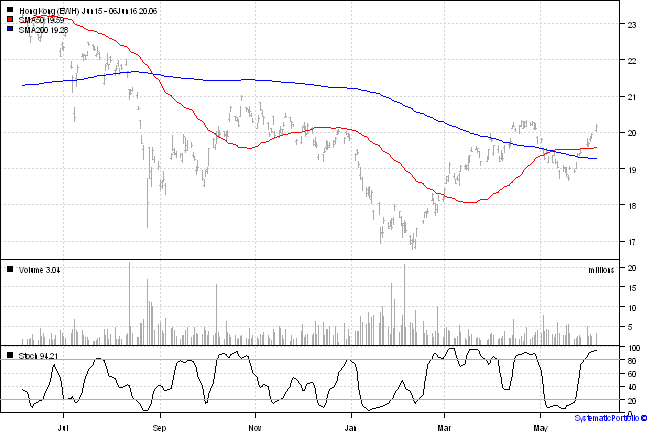 Hong Kong (EWH) Jun 15 - 06Jun16 20.06
SMA50 19.59
SMA200 19.28
23
22
21
20
19
18
17
Volume 3.04
millions
20
15
10
5
Stoch 94.21
100
80
60
40
20
0
Jul Sep Nov Jan Mar May
SystematicPortfolio ©